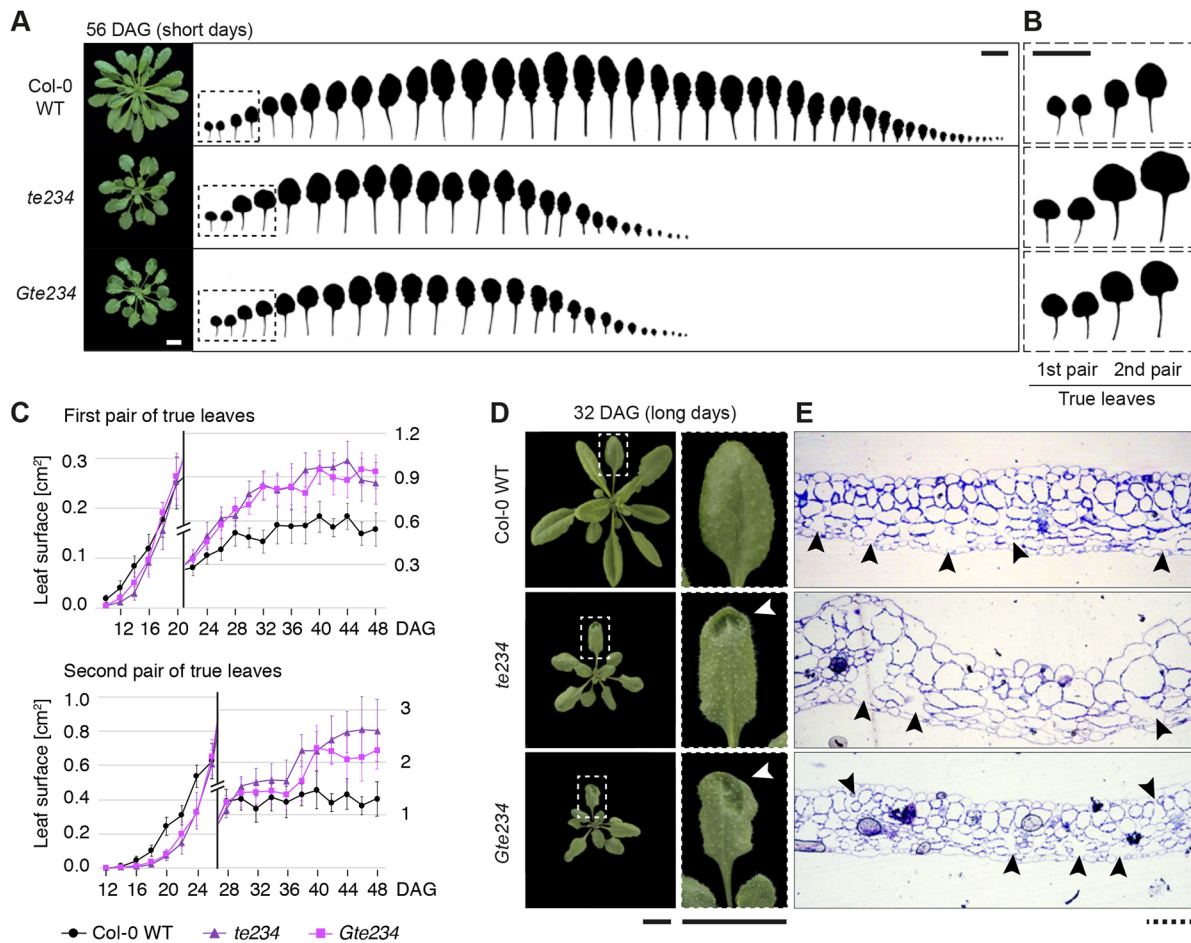 A
B
56 DAG (short days)
Col-0
WT
te234
Gte234
1st pair 2nd pair
True leaves
C
First pair of true leaves
Leaf surface [cm²]
0.3
0.2
0.1
0.0
1.2
0.9
0.6
0.3
12 16 20 24 28 32 36 40 44 48 DAG
Second pair of true leaves
Leaf surface [cm²]
1.0
0.8
0.6
0.4
0.2
0.0
3
2
1
12 16 20 24 28 32 36 40 44 48 DAG
Col-0 WT te234 Gte234
D
32 DAG (long days)
Col-0 WT
te234
Gte234
E